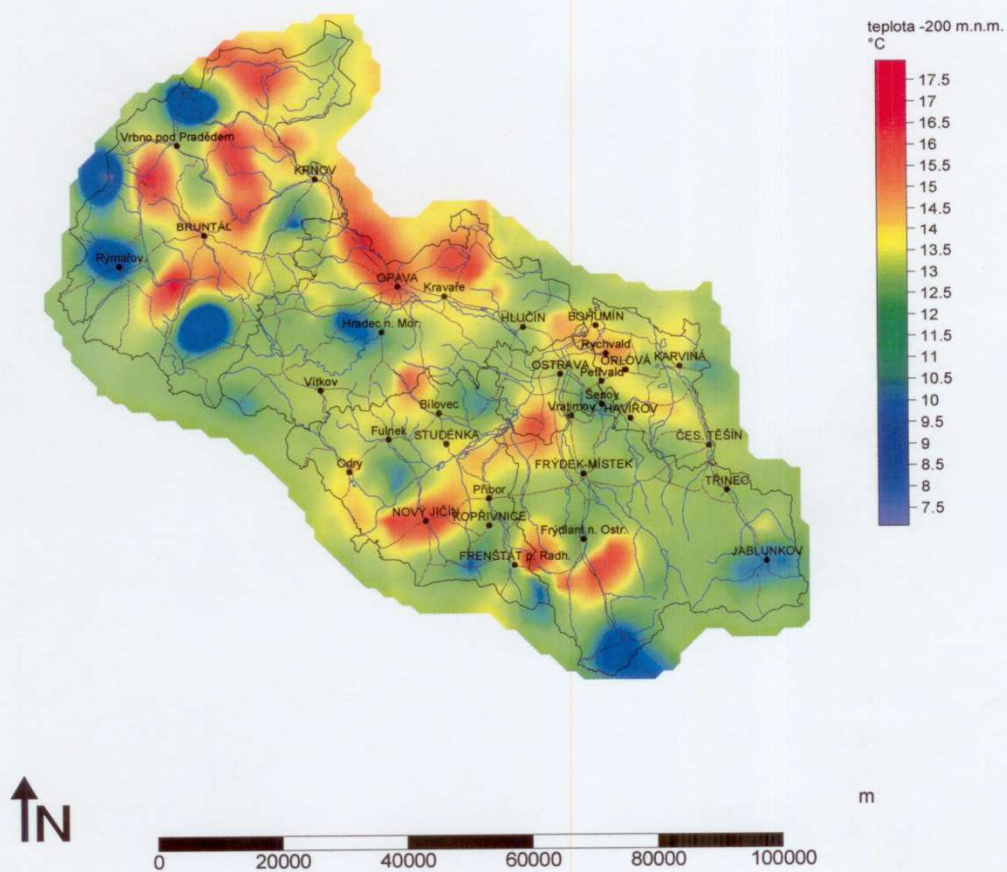 teplota -200 m.n.m.
°C
17.5
17
16.5
16
15.5
15
14.5
14
13.5
13
12.5
12
11.5
11
10.5
10
9.5
9
8.5
8
7.5
Vrbno pod Pradědem
KRNOV
BRUNTÁL
Rýmařov
OPAVA
Kravaře
HLUČÍN
BOHUMÍN
Hradec n. Mor.
Rychvald
ORLOVÁ
KARVINÁ
OSTRAVA
Petřvald
Vítkov
Šenov
Bílovec
Vratimov
HAVÍŘOV
Fulnek
STUDÉNKA
ČES. TĚŠÍN
Odry
FRÝDEK-MÍSTEK
TŘINEC
Příbor
NOVÝ JIČÍN
KOPŘIVNICE
Frýdlant n. Ostr.
FRENŠTÁT p. Radh.
JABLUNKOV
N
m
0
20000
40000
60000
80000
100000